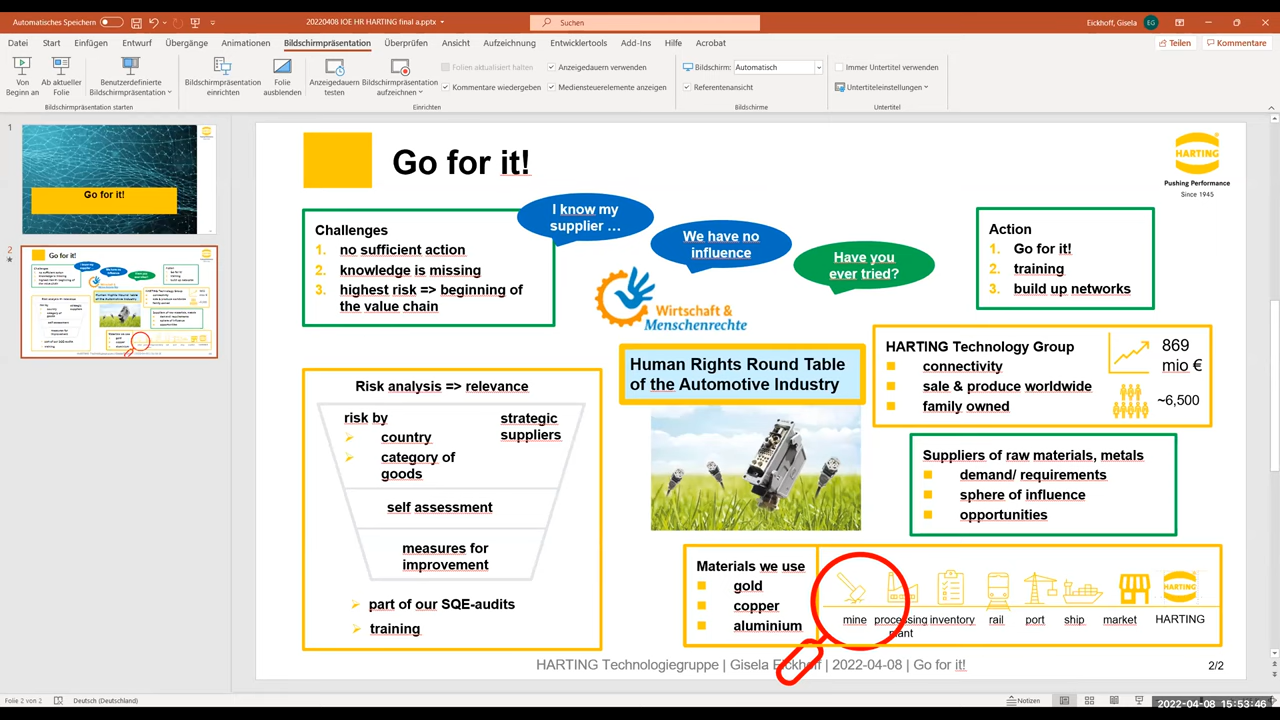 Automatisches Speichern
20220408 IOE HR HARTING final a.pptx
Suchen
Eickhoff, Gisela
EG
Datei
Start
Einfügen
Entwurf
Übergänge
Animationen
Bildschirmpräsentation
Überprüfen
Ansicht
Aufzeichnung
Entwicklertools
Add-Ins
Hilfe
Acrobat
Teilen
Kommentare
Von
Beginn an
Ab aktueller
Folie
Benutzerdefinierte
Bildschirmpräsentation
Bildschirmpräsentation
einrichten
Folie
ausblenden
Anzeigedauern
testen
Bildschirmpräsentation
aufzeichnen
Folien aktualisiert halten
Kommentare wiedergeben
Anzeigedauern verwenden
Mediensteuerelemente anzeigen
Bildschirm:
Automatisch
Referentenansicht
Immer Untertitel verwenden
Untertiteleinstellungen
Bildschirmpräsentation starten
Einrichten
Bildschirme
Untertitel
1
Go for it!
2
Go for it!
HARTING
Pushing Performance
Since 1945
I know my
supplier ...
We have no
influence
Have you
ever tried?
Challenges
1. no sufficient action
2. knowledge is missing
3. highest risk => beginning of
the value chain
Action
1. Go for it!
2. training
3. build up networks
Wirtschaft &
Menschenrechte
Human Rights Round Table
of the Automotive Industry
HARTING Technology Group
connectivity
sale & produce worldwide
family owned
869
mio €
~6,500
Risk analysis => relevance
risk by
country
category of
goods
strategic
suppliers
self assessment
measures for
improvement
part of our SQE-audits
training
Suppliers of raw materials, metals
demand/ requirements
sphere of influence
opportunities
Materials we use
gold
copper
aluminium
mine
processing
plant
inventory
rail
port
ship
market
HARTING
HARTING
HARTING Technologiegruppe | Gisela Eickhoff | 2022-04-08 | Go for it!
2/2
Folie 2 von 2
Deutsch (Deutschland)
Notizen
2022-04-08 15:53:46